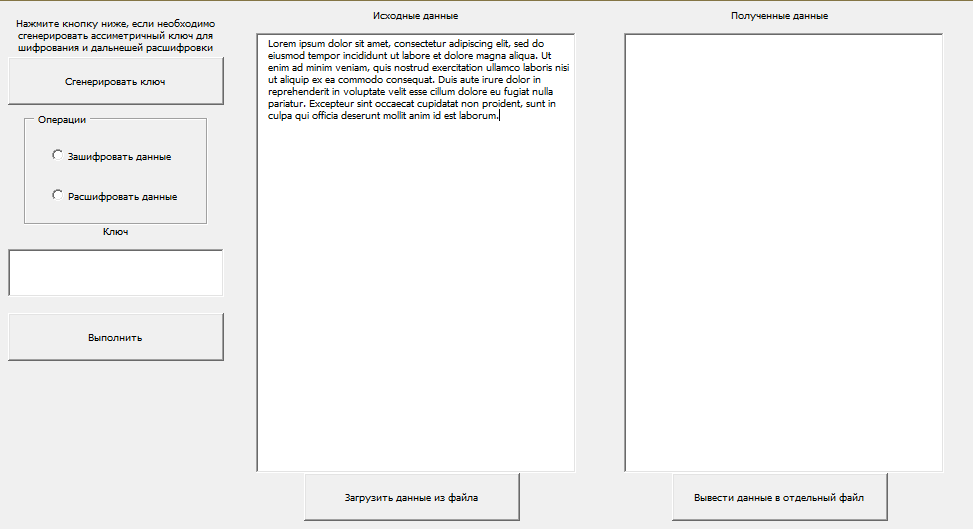 Нажмите кнопку ниже, если необходимо
сгенерировать ассиметричный ключ для
шифрования и дальнешей расшифровки
Сгенерировать ключ
Операции
Зашифровать данные
Расшифровать данные
Ключ
Выполнить
Исходные данные
Lorem ipsum dolor sit amet, consectetur adipiscing elit, sed do
eiusmod tempor incididunt ut labore et dolore magna aliqua. Ut
enim ad minim veniam, quis nostrud exercitation ullamco laboris nisi
ut aliquip ex ea commodo consequat. Duis aute irure dolor in
reprehenderit in voluptate velit esse cillum dolore eu fugiat nulla
pariatur. Excepteur sint occaecat cupidatat non proident, sunt in
culpa qui officia deserunt mollit anim id est laborum.
Загрузить данные из файла
Полученные данные
Вывести данные в отдельный файл